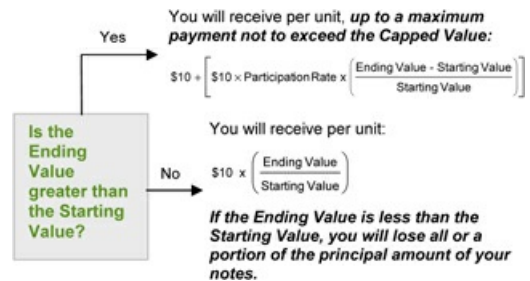 You will receive per unit, up to a maximum
payment not to exceed the Capped Value:
Yes
$10 + [$10 × Participation Rate x (Ending Value - Starting Value / Starting Value)]
Is the
Ending
Value
greater than
the Starting
Value?
No
You will receive per unit:
$10 x (Ending Value / Starting Value)
If the Ending Value is less than the
Starting Value, you will lose all or a
portion of the principal amount of your
notes.